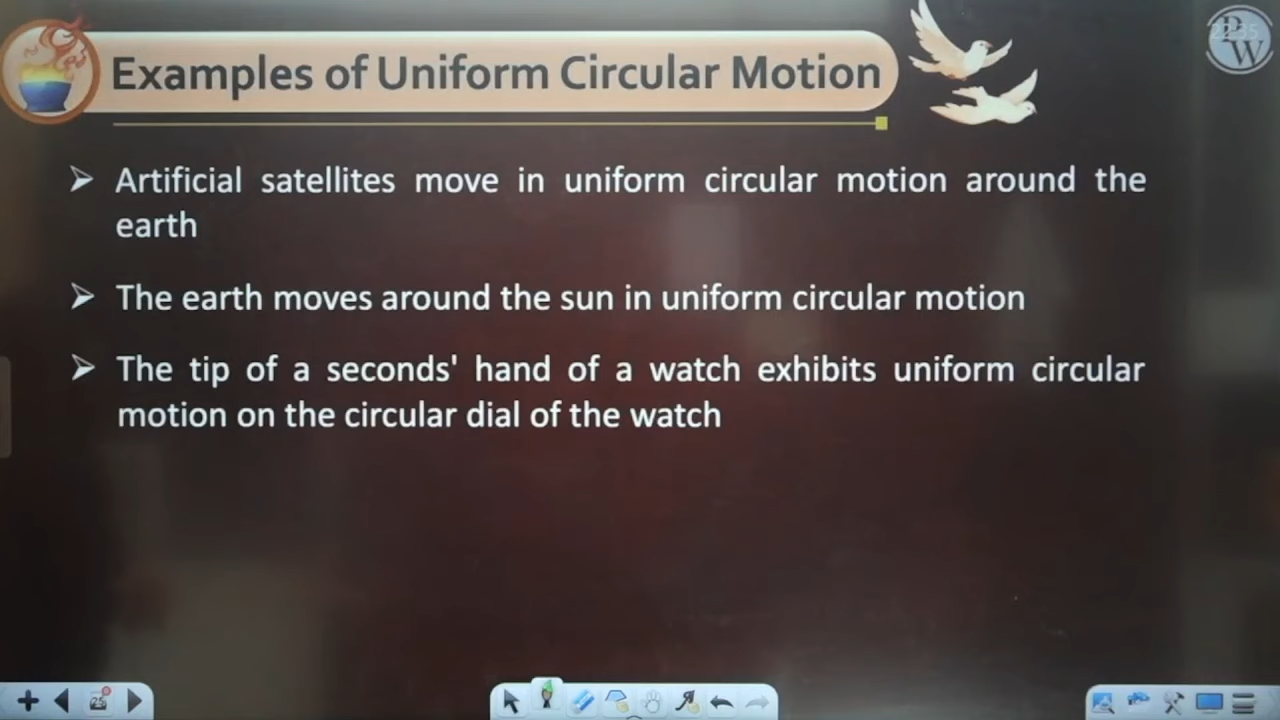 Examples of Uniform Circular Motion
➤ Artificial satellites move in uniform circular motion around the
earth
➤ The earth moves around the sun in uniform circular motion
➤ The tip of a seconds' hand of a watch exhibits uniform circular
motion on the circular dial of the watch
PW
25